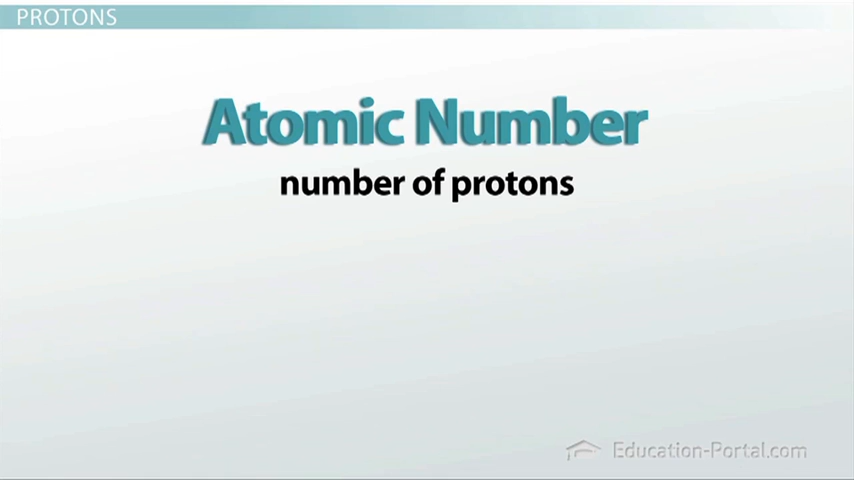 PROTONS
Atomic Number
number of protons
Education-Portal.com